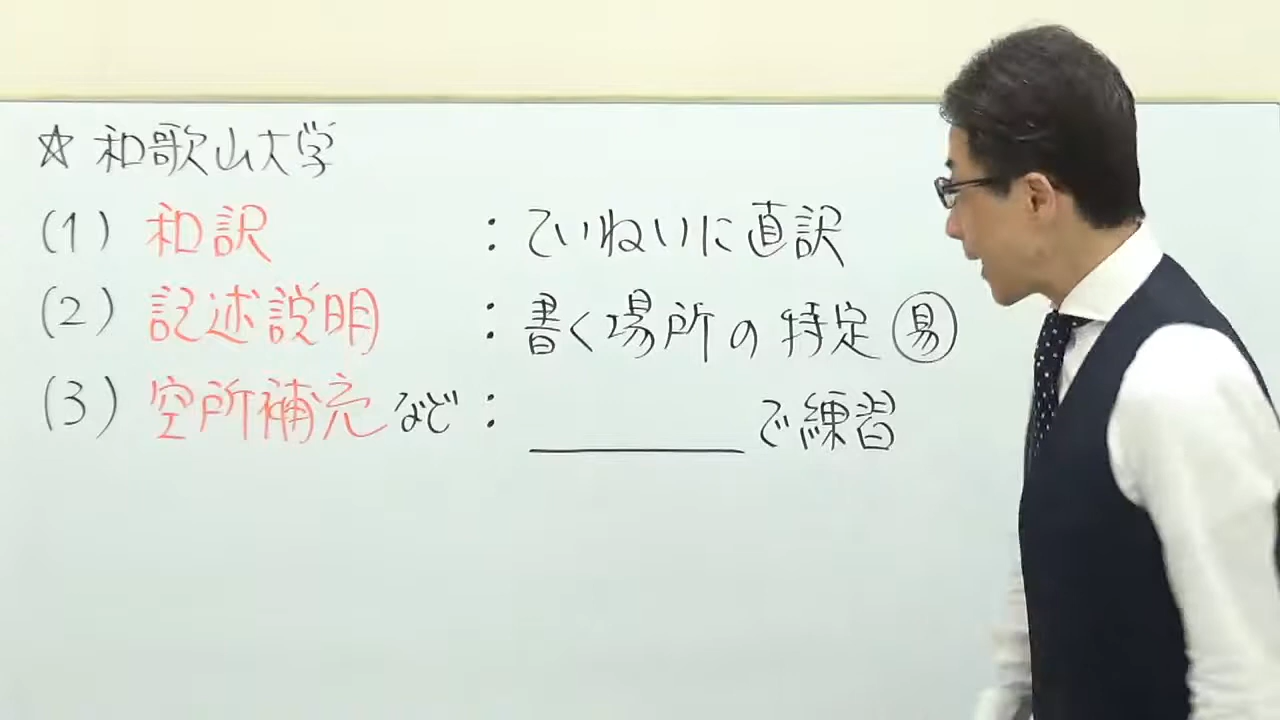 ☆ 和歌山大学
(1) 和訳 : ていねいに直訳
(2) 記述説明 : 書く場所の特定 易
(3) 空所補充など : ______ で練習